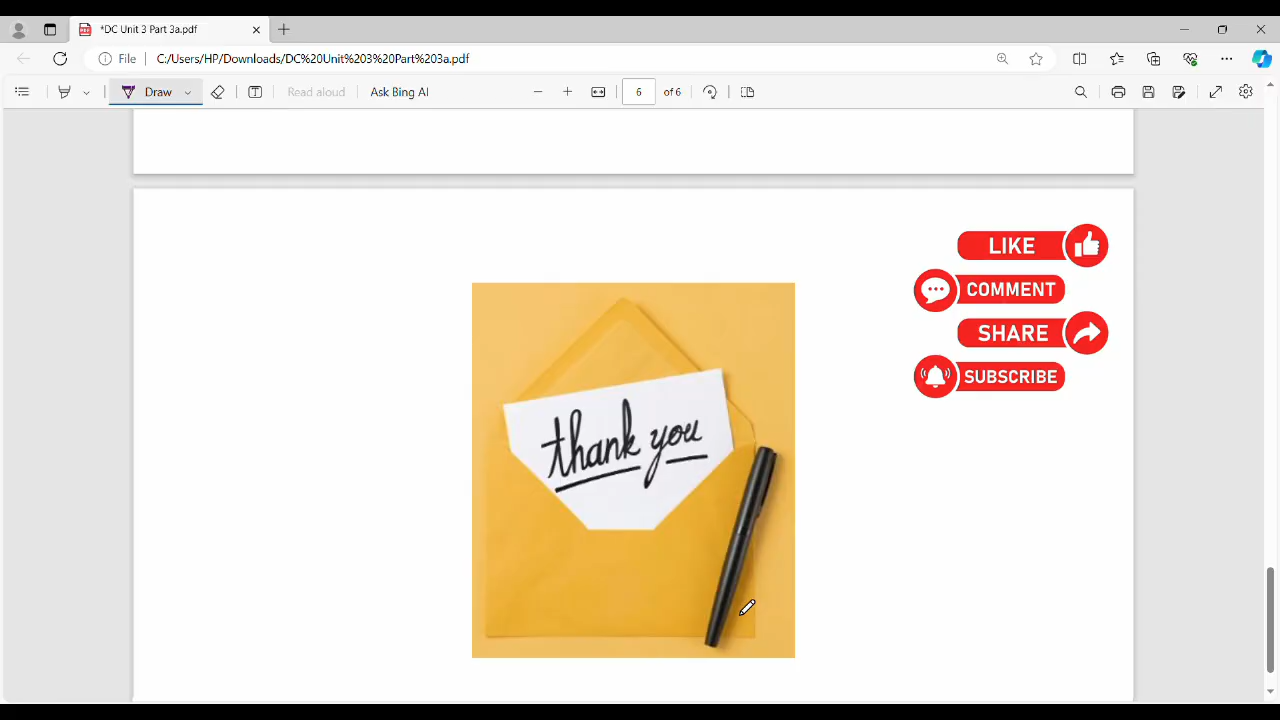 *DC Unit 3 Part 3a.pdf
File C:/Users/HP/Downloads/DC%20Unit%203%20Part%203a.pdf
Draw Read aloud Ask Bing AI 6 of 6
LIKE
COMMENT
SHARE
SUBSCRIBE
thank you